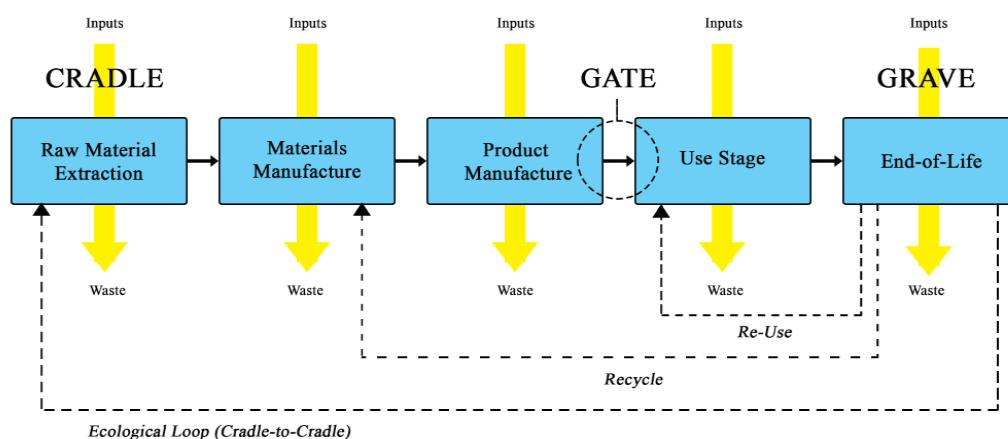 Inputs
Inputs
Inputs
Inputs
Inputs
CRADLE
GATE
GRAVE
Raw Material
Extraction
Materials
Manufacture
Product
Manufacture
Use Stage
End-of-Life
Waste
Waste
Waste
Waste
Waste
Re-Use
Recycle
Ecological Loop (Cradle-to-Cradle)